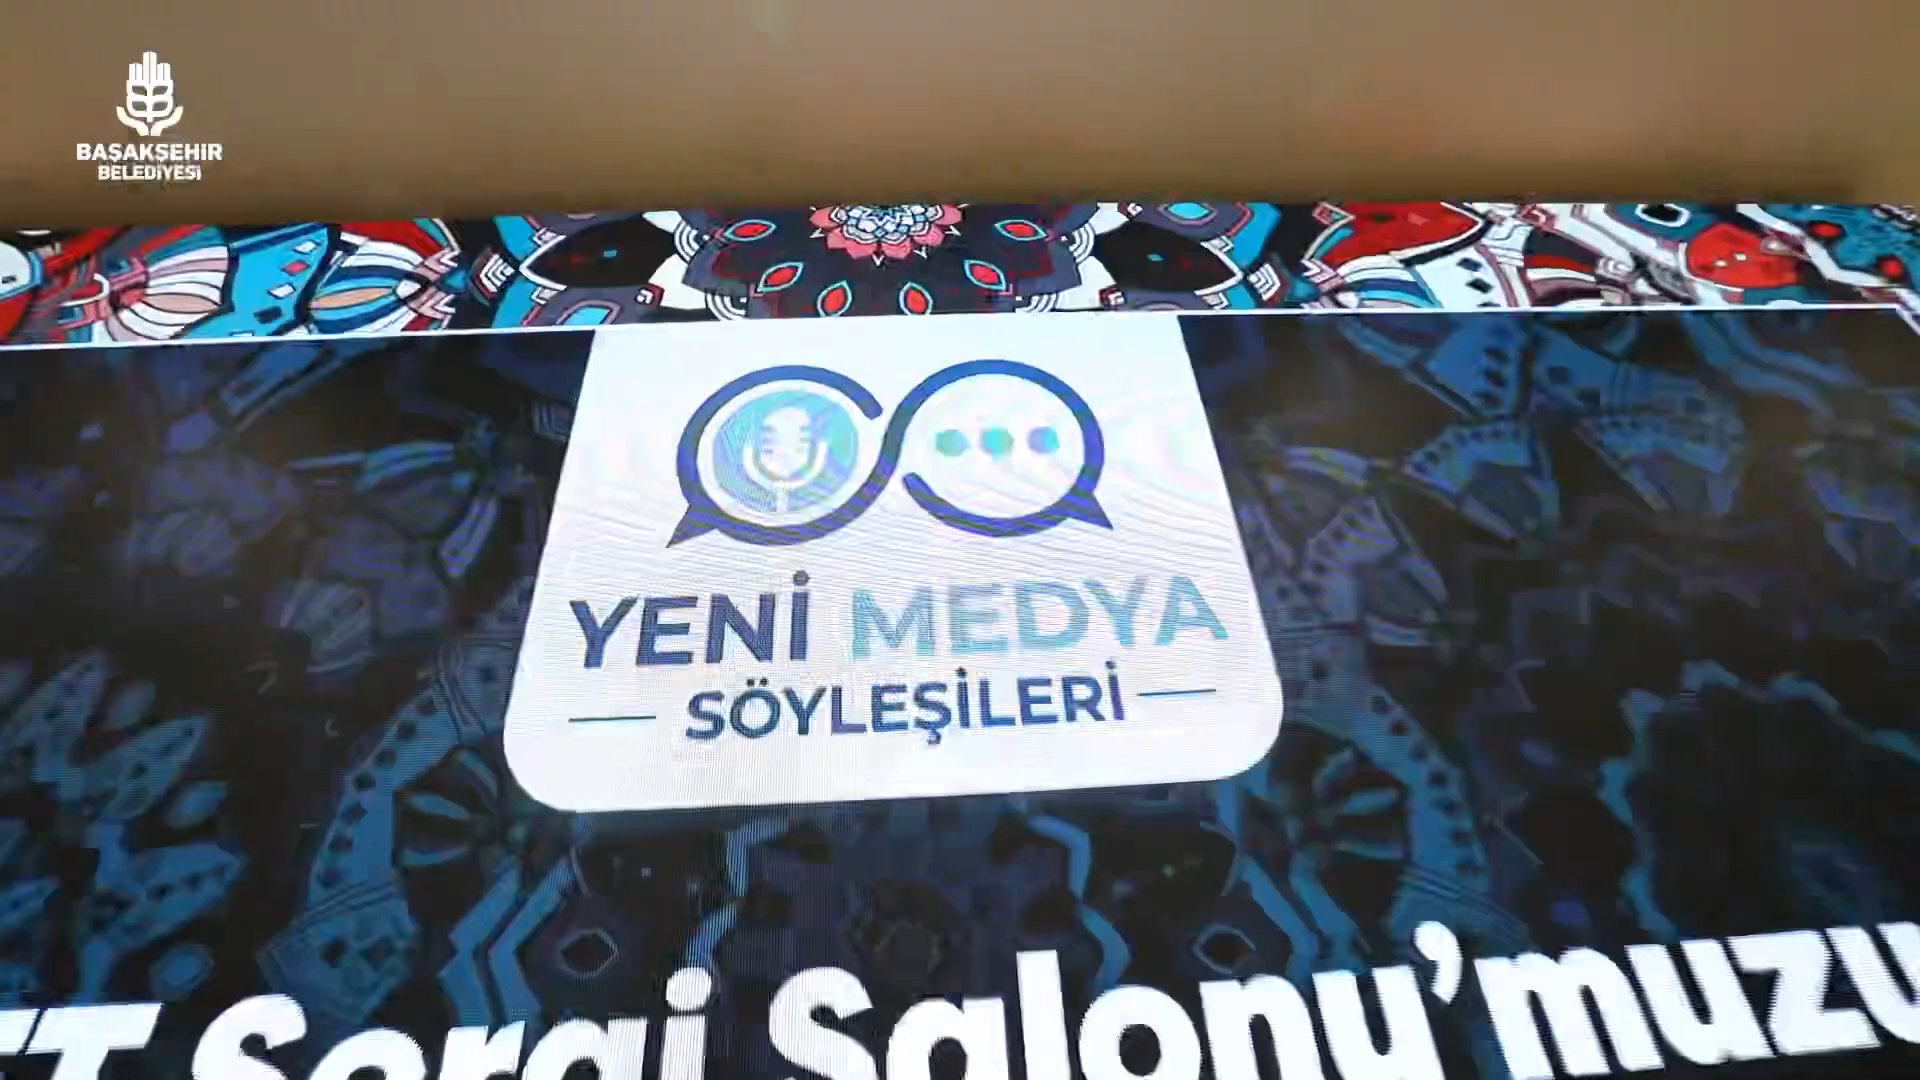 BAŞAKŞEHİR
BELEDİYESİ
YENİ MEDYA
SÖYLEŞİLERİ
Sergi Salonu'muzu